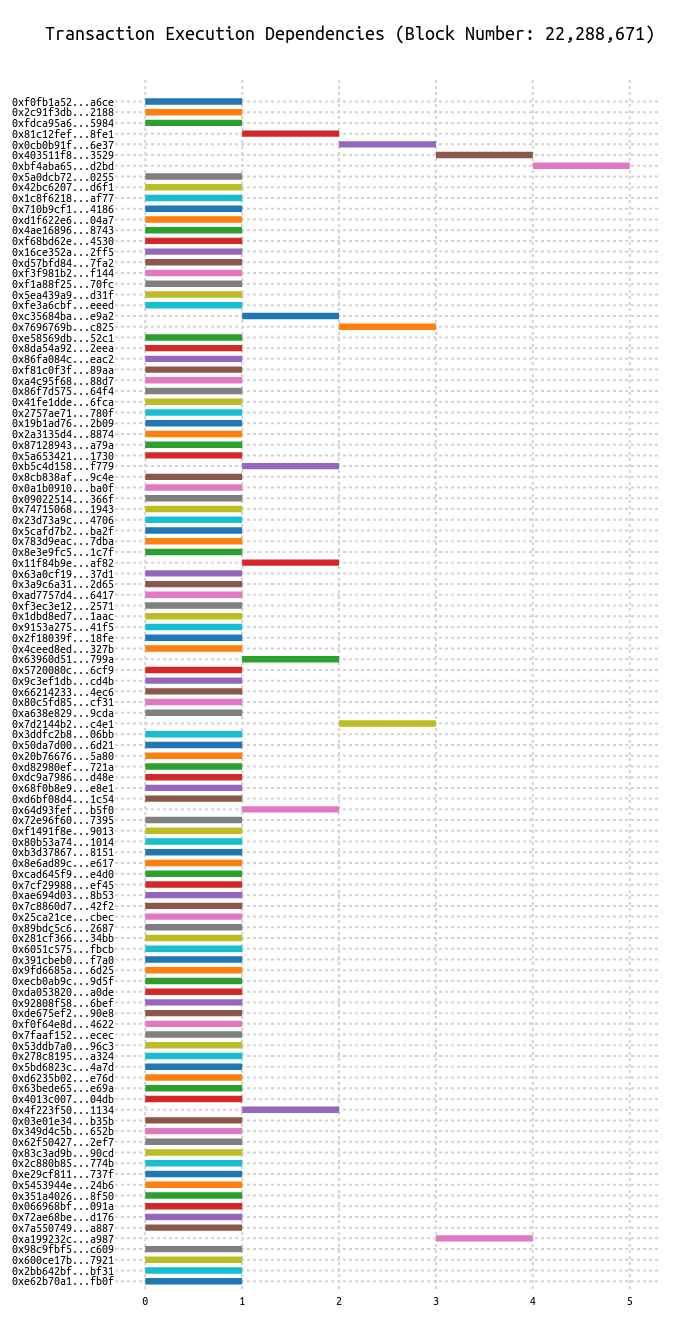 Transaction Execution Dependencies (Block Number: 22,288,671)
0xf0fb1a52...a6ce
0x2c91f3db...2188
0xfdca95a6...5984
0x81c12fef...8fe1
0x0cb0b91f...6e37
0x403511f8...3529
0xbf4aba65...d2bd
0x5a0dcb72...0255
0x42bc6207...d6f1
0x1c8f6218...af77
0x710b9cf1...4186
0xd1f622e6...04a7
0x4ae16896...8743
0xf68bd62e...4530
0x16ce352a...2ff5
0xd57bfd84...7fa2
0xf3f981b2...f144
0xf1a88f25...70fc
0x5ea439a9...d31f
0xfe3a6cbf...eeed
0xc35684ba...e9a2
0x7696769b...c825
0xe58569db...52c1
0x8da54a92...2eea
0x86fa084c...eac2
0xf81c0f3f...89aa
0xa4c95f68...88d7
0x86f7d575...64f4
0x41fe1dde...6fca
0x2757ae71...780f
0x19b1ad76...2b09
0x2a3135d4...8874
0x87128943...a79a
0x5a653421...1730
0xb5c4d158...f779
0x8cb838af...9c4e
0x0a1b0910...ba0f
0x09022514...366f
0x74715068...1943
0x23d73a9c...4706
0x5cafd7b2...ba2f
0x783d9eac...7dba
0x8e3e9fc5...1c7f
0x11f84b9e...af82
0x63a0cf19...37d1
0x3a9c6a31...2d65
0xad7757d4...6417
0xf3ec3e12...2571
0x1dbd8ed7...1aac
0x9153a275...41f5
0x2f18039f...18fe
0x4ceed8ed...327b
0x63960d51...799a
0x5720080c...6cf9
0x9c3ef1db...cd4b
0x66214233...4ec6
0x80c5fd85...cf31
0xa638e829...9cda
0x7d2144b2...c4e1
0x3ddfc2b8...06bb
0x50da7d00...6d21
0x20b76676...5a80
0xd82980ef...721a
0xdc9a7986...d48e
0x68f0b8e9...e8e1
0xd6bf08d4...1c54
0x64d93fef...b5f0
0x72e96f60...7395
0xf1491f8e...9013
0x80b53a74...1014
0xb3d37867...8151
0x8e6ad89c...e617
0xcad645f9...e4d0
0x7cf29988...ef45
0xae694d03...8b53
0x7c8860d7...42f2
0x25ca21ce...cbec
0x89bdc5c6...2687
0x281cf366...34bb
0x6051c575...fbcb
0x391cbeb0...f7a0
0x9fd6685a...6d25
0xecb0ab9c...9d5f
0xda053820...a0de
0x92808f58...6bef
0xde675ef2...90e8
0xf0f64e8d...4622
0x7faaf152...ecec
0x53ddb7a0...96c3
0x278c8195...a324
0x5bd6823c...4a7d
0xd6235b02...e76d
0x63bede65...e69a
0x4013c007...04db
0x4f223f50...1134
0x03e01e34...b35b
0x349d4c5b...652b
0x62f50427...2ef7
0x83c3ad9b...90cd
0x2c880b85...774b
0xe29cf811...737f
0x5453944e...24b6
0x351a4026...8f50
0x066968bf...091a
0x72ae68be...d176
0x7a550749...a887
0xa199232c...a987
0x98c9fbf5...c609
0x600ce17b...7921
0x2bb642bf...bf31
0xe62b70a1...fb0f
0 1 2 3 4 5